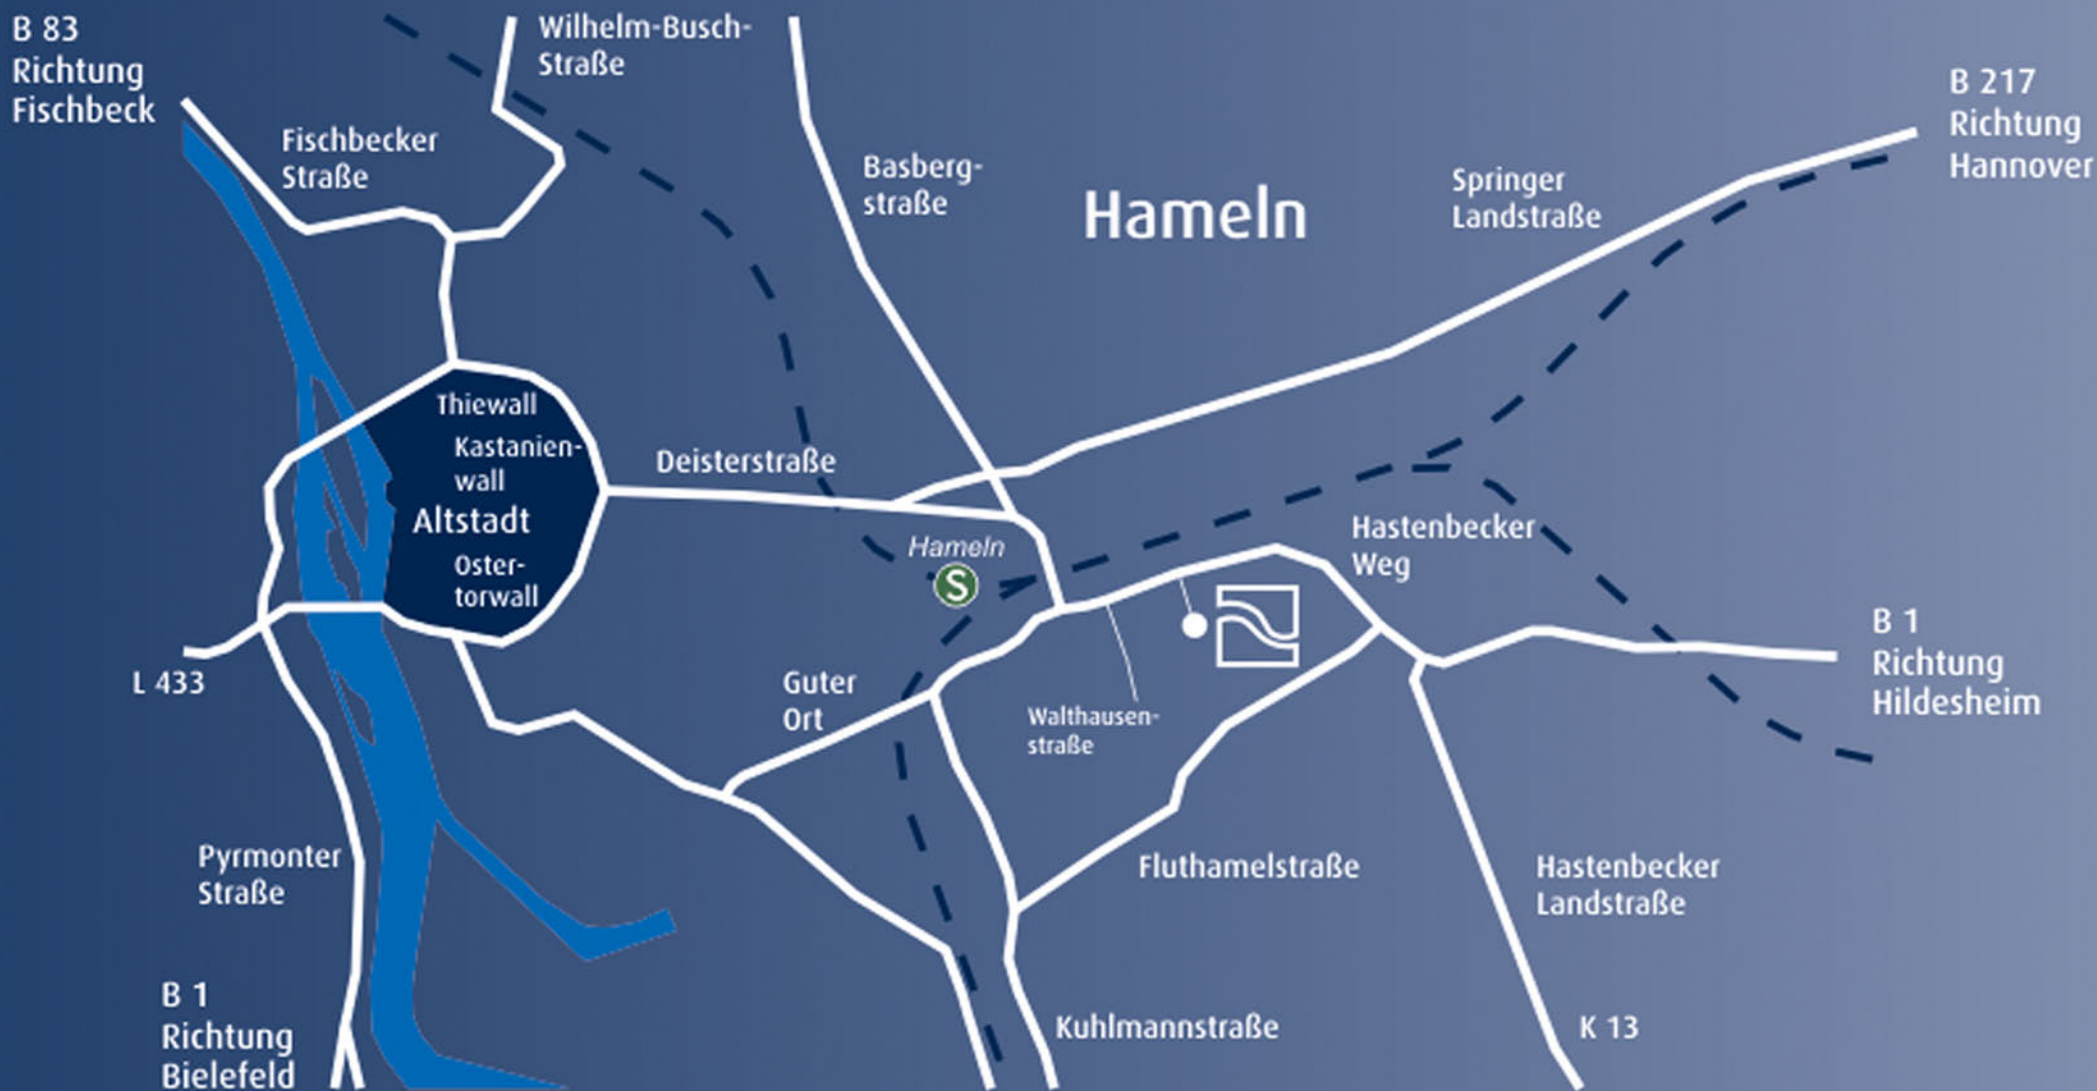 B 83
Richtung
Fischbeck
Wilhelm-Busch-
Straße
Fischbecker
Straße
Basberg-
straße
Hameln
Springer
Landstraße
B 217
Richtung
Hannover
Thiewall
Kastanien-
wall
Altstadt
Oster-
torwall
Deisterstraße
Hameln
S
Hastenbecker
Weg
L 433
Guter
Ort
Walthausen-
straße
B 1
Richtung
Hildesheim
Pyrmonter
Straße
Fluthamelstraße
Hastenbecker
Landstraße
B 1
Richtung
Bielefeld
Kuhlmannstraße
K 13